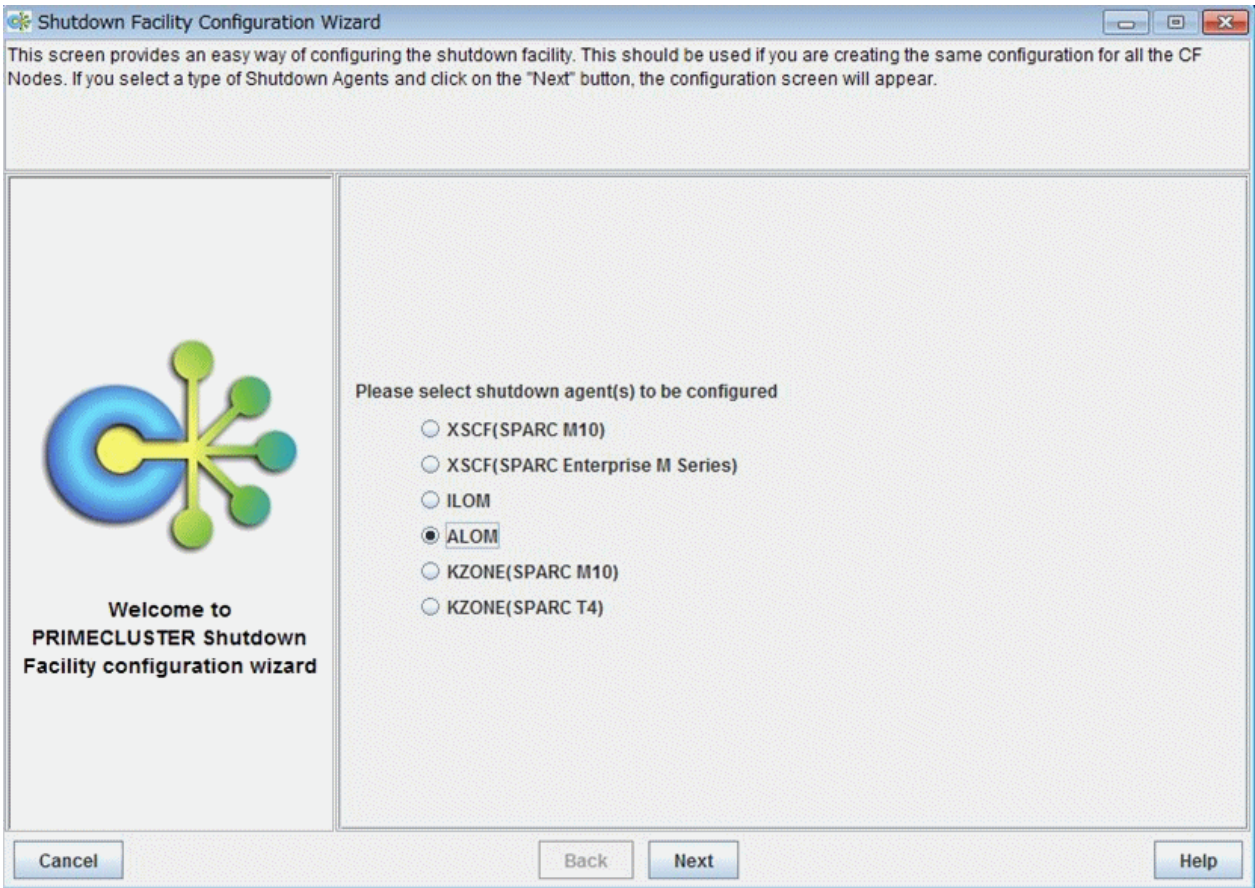 Shutdown Facility Configuration Wizard
This screen provides an easy way of configuring the shutdown facility. This should be used if you are creating the same configuration for all the CF
Nodes. If you select a type of Shutdown Agents and click on the "Next" button, the configuration screen will appear.
Please select shutdown agent(s) to be configured
XSCF(SPARC M10)
XSCF(SPARC Enterprise M Series)
ILOM
ALOM
KZONE(SPARC M10)
KZONE(SPARC T4)
Welcome to
PRIMECLUSTER Shutdown
Facility configuration wizard
Cancel
Back
Next
Help